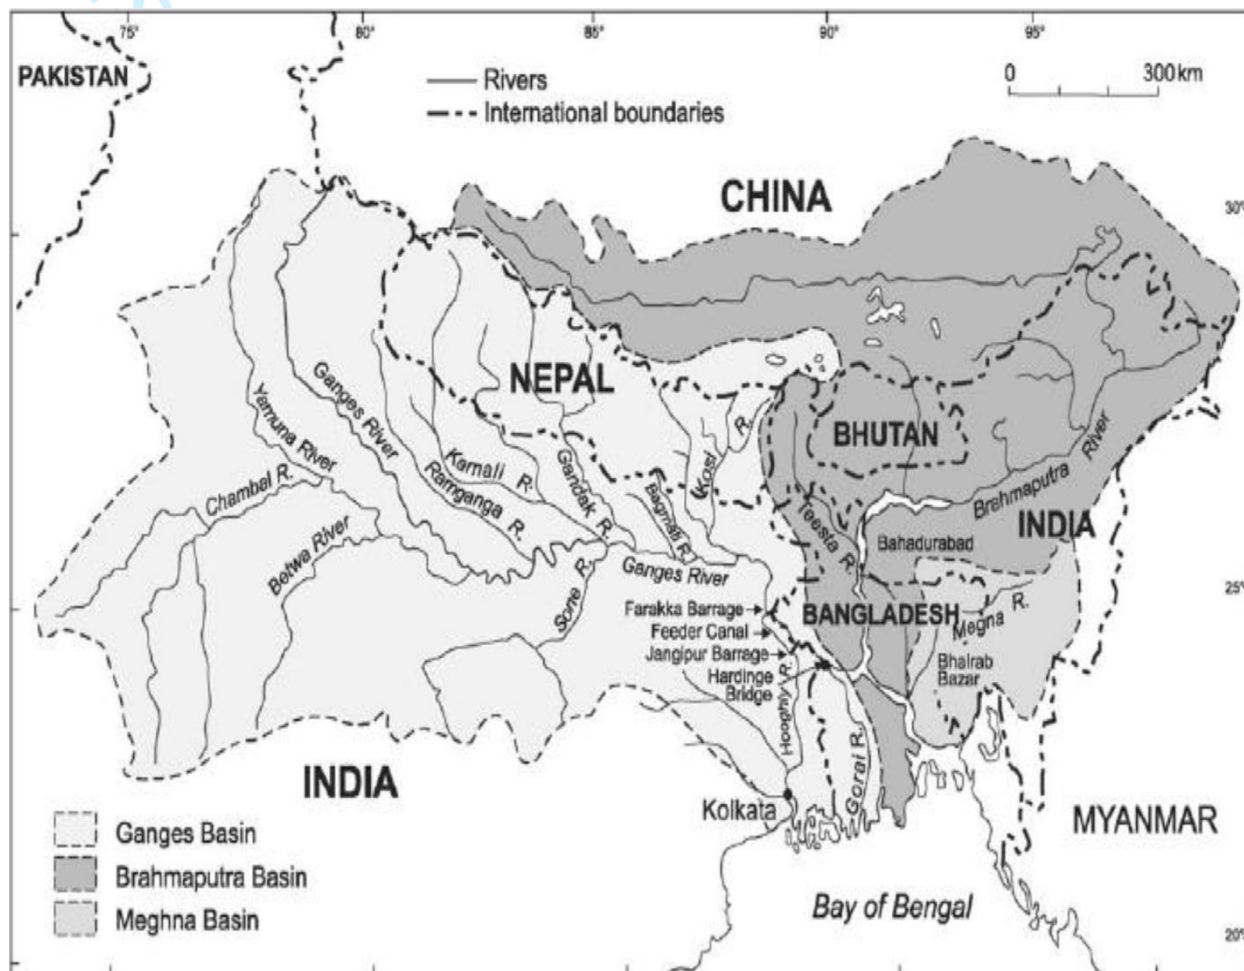 75°
80°
85°
90°
95°
PAKISTAN
Rivers
International boundaries
0
300km
CHINA
30°
NEPAL
BHUTAN
INDIA
Yamuna River
Ganges River
Chambal R.
Betwa River
Ramganga R.
Karnali R.
Gandak R.
Bagmati R.
Kosi R.
Teesta R.
Brahmaputra River
Bahadurabad
Sone R.
Ganges River
25°
Farakka Barrage
Feeder Canal
Jangipur Barrage
Hardinge
Bridge
BANGLADESH
Megna R.
Bhairab
Bazar
Hooghly R.
Gorai R.
INDIA
Kolkata
MYANMAR
Ganges Basin
Brahmaputra Basin
Meghna Basin
Bay of Bengal
20°